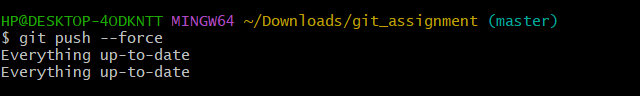 HP@DESKTOP-4ODKNTT MINGW64 ~/Downloads/git_assignment (master)
$ git push --force
Everything up-to-date
Everything up-to-date